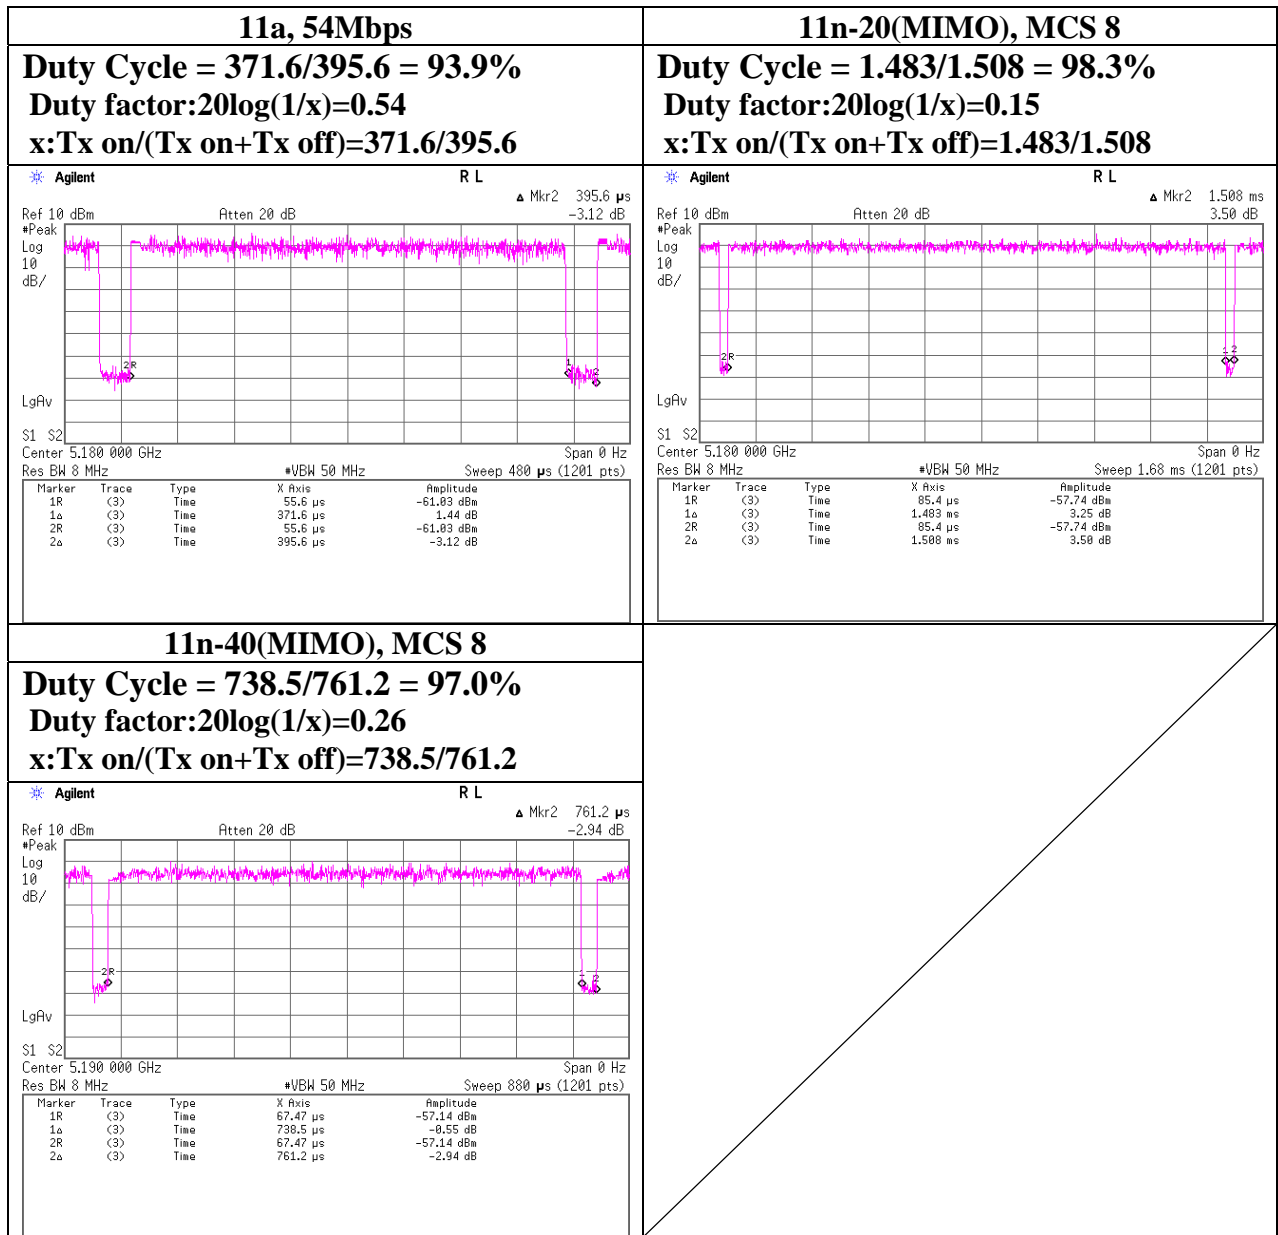 11a, 54Mbps
Duty Cycle = 371.6/395.6 = 93.9%
Duty factor:20log(1/x)=0.54
x:Tx on/(Tx on+Tx off)=371.6/395.6
Agilent R L
Δ Mkr2 395.6 µs
Ref 10 dBm Atten 20 dB -3.12 dB
#Peak
Log
10
dB/
2R
1
2
LgAv
S1 S2
Center 5.180 000 GHz Span 0 Hz
Res BW 8 MHz #VBW 50 MHz Sweep 480 µs (1201 pts)
Marker Trace Type X Axis Amplitude
1R (3) Time 55.6 µs -61.03 dBm
1Δ (3) Time 371.6 µs 1.44 dB
2R (3) Time 55.6 µs -61.03 dBm
2Δ (3) Time 395.6 µs -3.12 dB
11n-20(MIMO), MCS 8
Duty Cycle = 1.483/1.508 = 98.3%
Duty factor:20log(1/x)=0.15
x:Tx on/(Tx on+Tx off)=1.483/1.508
Agilent R L
Δ Mkr2 1.508 ms
Ref 10 dBm Atten 20 dB 3.50 dB
#Peak
Log
10
dB/
2R
1 2
LgAv
S1 S2
Center 5.180 000 GHz Span 0 Hz
Res BW 8 MHz #VBW 50 MHz Sweep 1.68 ms (1201 pts)
Marker Trace Type X Axis Amplitude
1R (3) Time 85.4 µs -57.74 dBm
1Δ (3) Time 1.483 ms 3.25 dB
2R (3) Time 85.4 µs -57.74 dBm
2Δ (3) Time 1.508 ms 3.50 dB
11n-40(MIMO), MCS 8
Duty Cycle = 738.5/761.2 = 97.0%
Duty factor:20log(1/x)=0.26
x:Tx on/(Tx on+Tx off)=738.5/761.2
Agilent R L
Δ Mkr2 761.2 µs
Ref 10 dBm Atten 20 dB -2.94 dB
#Peak
Log
10
dB/
2R
1 2
LgAv
S1 S2
Center 5.190 000 GHz Span 0 Hz
Res BW 8 MHz #VBW 50 MHz Sweep 880 µs (1201 pts)
Marker Trace Type X Axis Amplitude
1R (3) Time 67.47 µs -57.14 dBm
1Δ (3) Time 738.5 µs -0.55 dB
2R (3) Time 67.47 µs -57.14 dBm
2Δ (3) Time 761.2 µs -2.94 dB